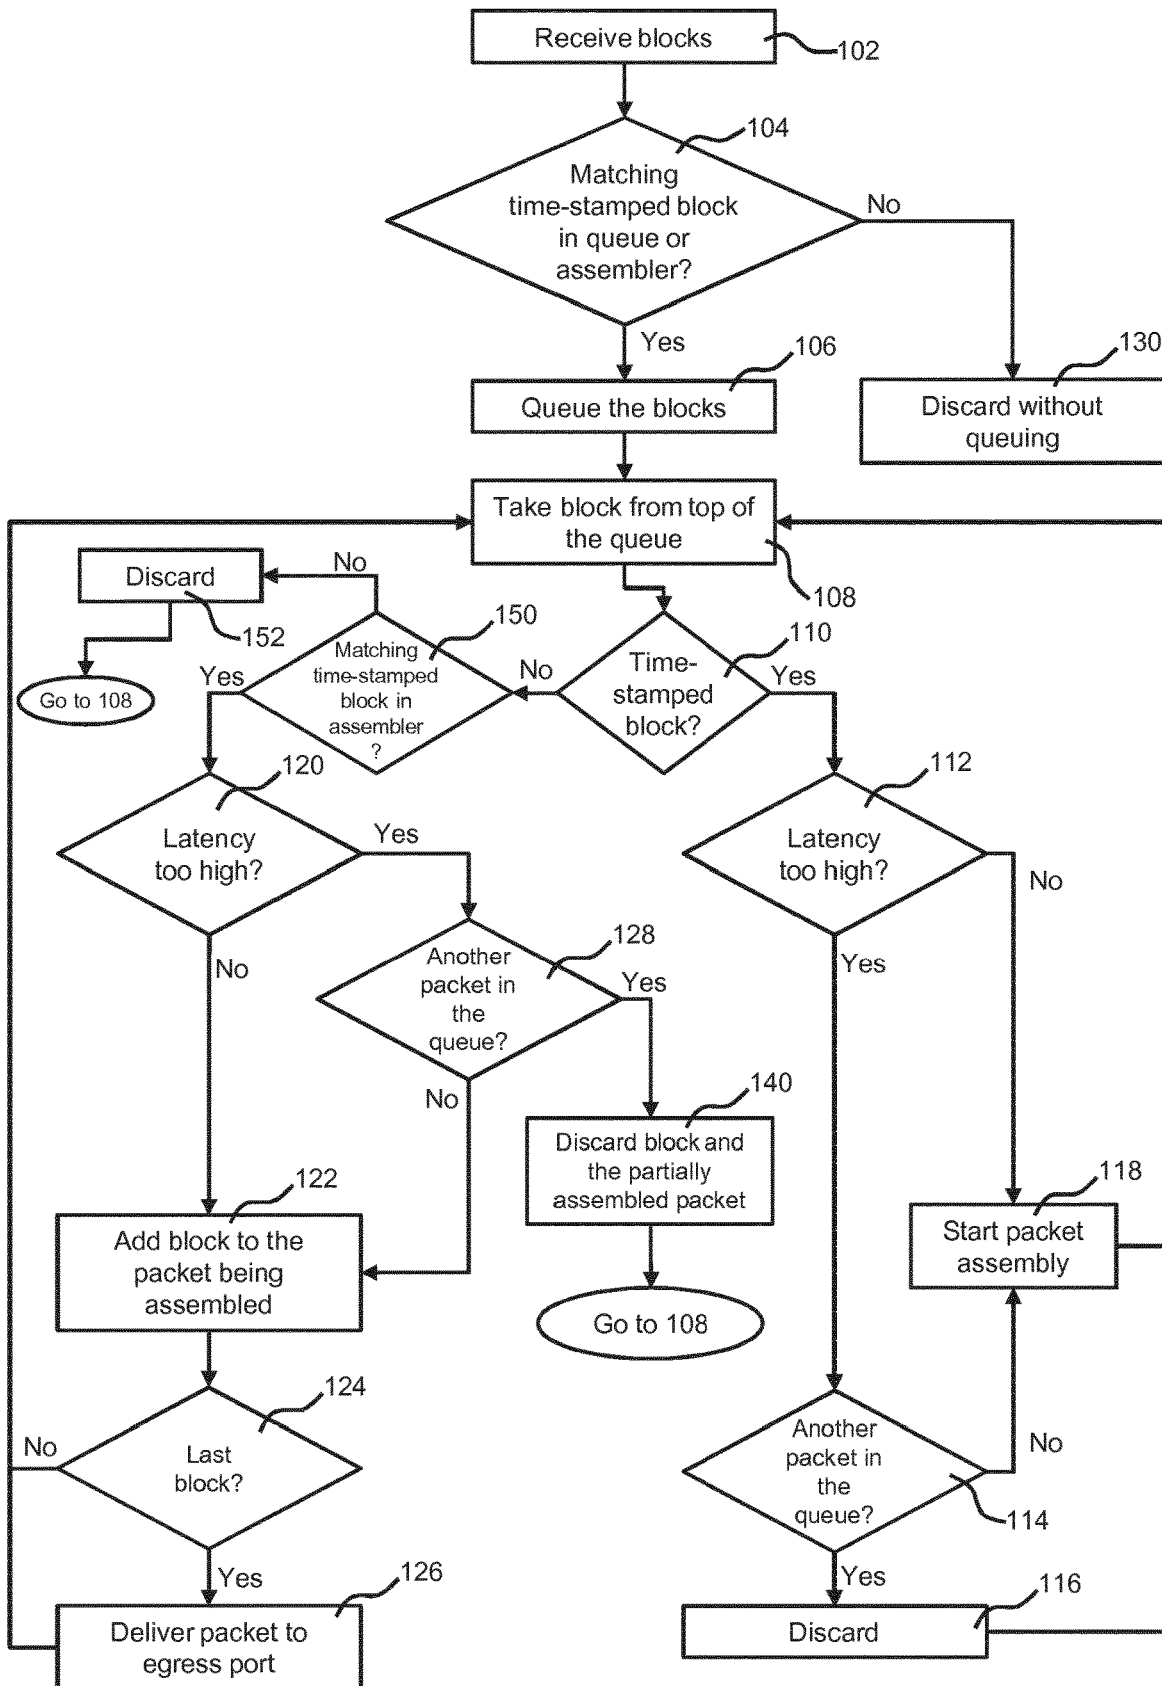 Receive blocks
102
104
Matching
time-stamped block
in queue or
assembler?
No
Yes
106
130
Queue the blocks
Discard without
queuing
Take block from top of
the queue
108
No
Discard
152
Go to 108
150
Matching
time-stamped
block in
assembler
?
Yes
No
110
Time-
stamped
block?
Yes
120
Latency
too high?
Yes
No
112
Latency
too high?
No
Yes
128
Another
packet in
the
queue?
Yes
No
140
Discard block and
the partially
assembled packet
Go to 108
122
Add block to the
packet being
assembled
118
Start packet
assembly
124
Last
block?
No
Yes
Another
packet in
the
queue?
No
114
Yes
126
Deliver packet to
egress port
116
Discard